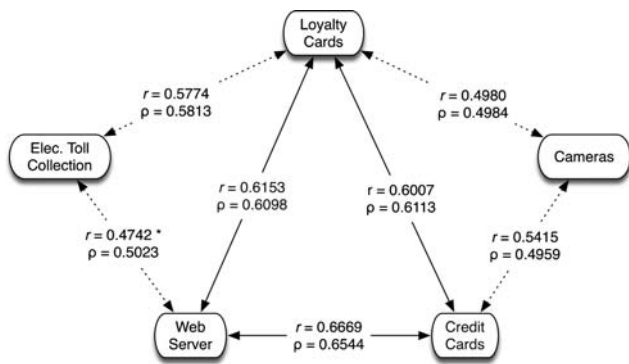 Loyalty
Cards
r = 0.5774
ρ = 0.5813
r = 0.4980
ρ = 0.4984
Elec. Toll
Collection
Cameras
r = 0.6153
ρ = 0.6098
r = 0.6007
ρ = 0.6113
r = 0.4742 *
ρ = 0.5023
r = 0.5415
ρ = 0.4959
Web
Server
r = 0.6669
ρ = 0.6544
Credit
Cards